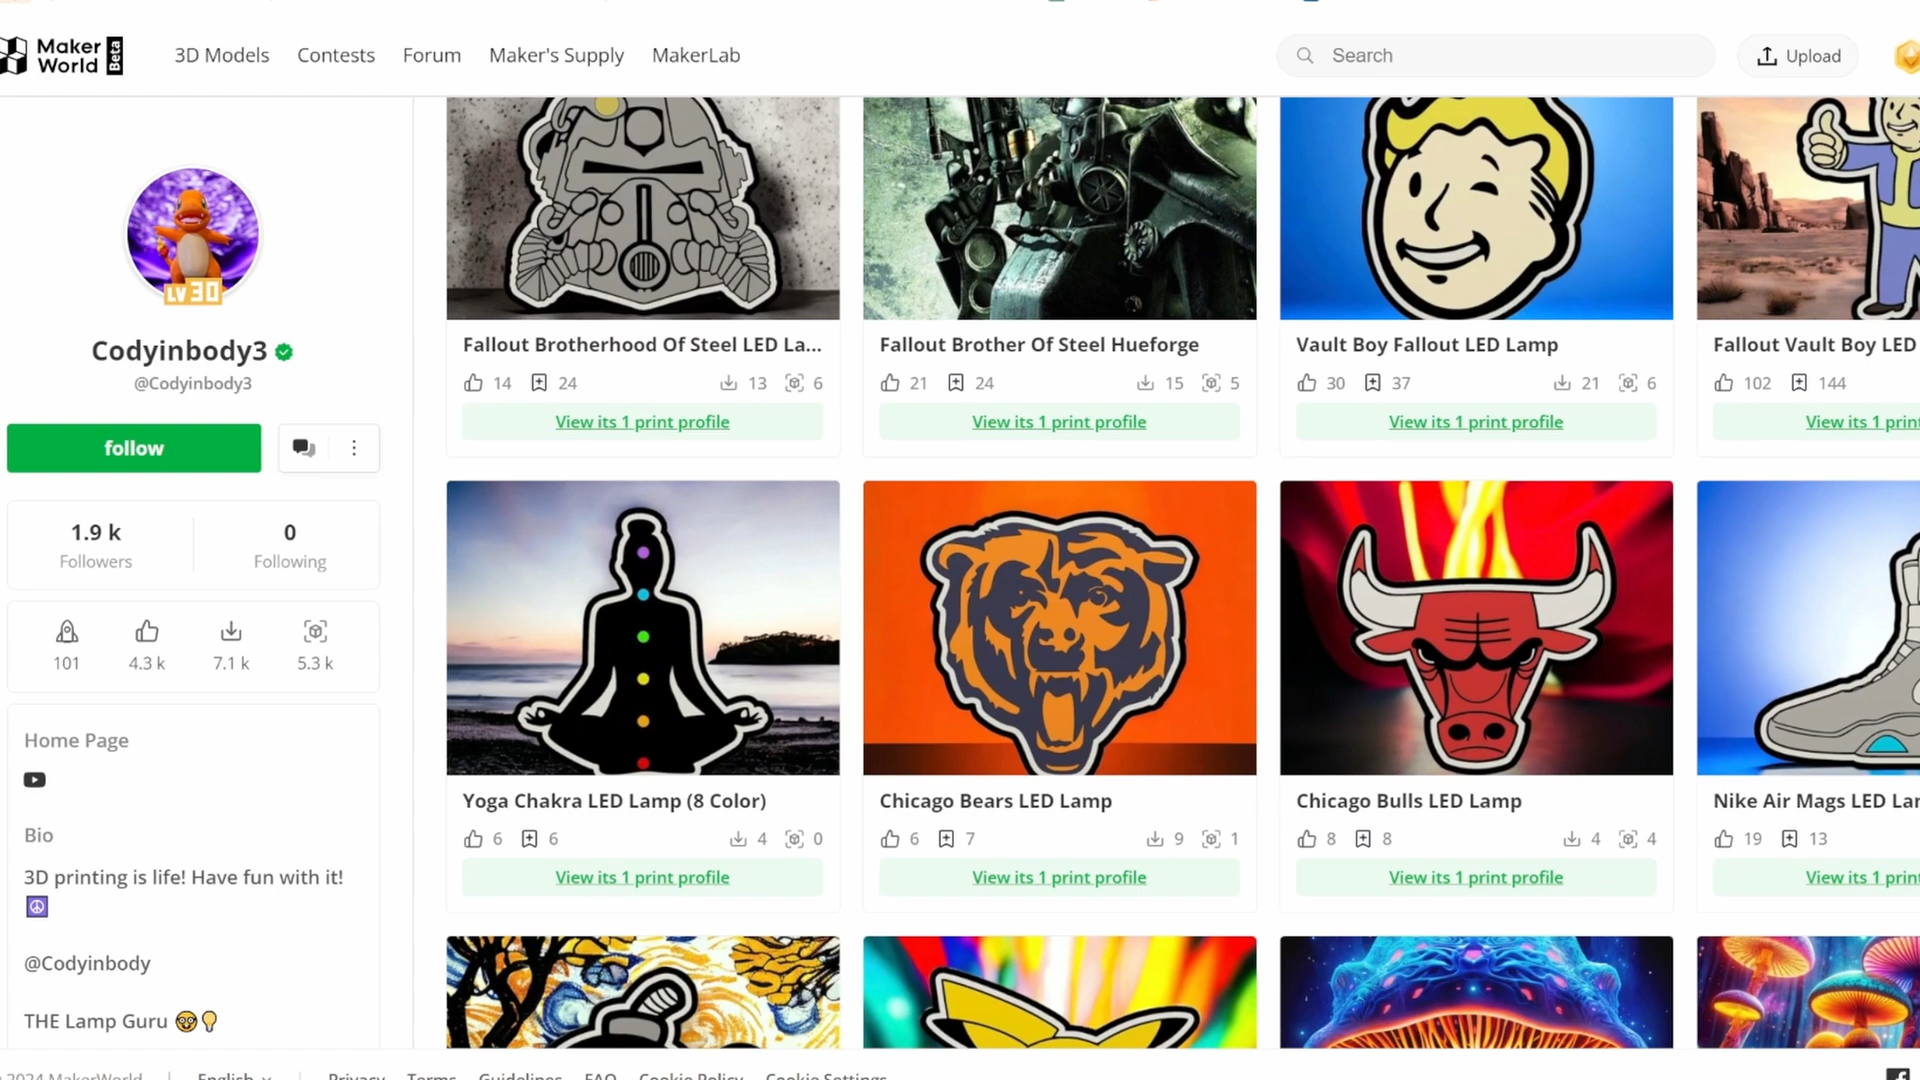 Maker World Beta
3D Models
Contests
Forum
Maker's Supply
MakerLab
Search
Upload
LV 30
Codyinbody3
@Codyinbody3
follow
1.9 k
Followers
0
Following
101
4.3 k
7.1 k
5.3 k
Home Page
Bio
3D printing is life! Have fun with it!
@Codyinbody
THE Lamp Guru
Fallout Brotherhood Of Steel LED La...
14 24 13 6
View its 1 print profile
Fallout Brother Of Steel Hueforge
21 24 15 5
View its 1 print profile
Vault Boy Fallout LED Lamp
30 37 21 6
View its 1 print profile
Fallout Vault Boy LED
102 144
View its 1
Yoga Chakra LED Lamp (8 Color)
6 6 4 0
View its 1 print profile
Chicago Bears LED Lamp
6 7 9 1
View its 1 print profile
Chicago Bulls LED Lamp
8 8 4 4
View its 1 print profile
Nike Air Mags LED
19 13
View its 1
2024 MakerWorld
English
Privacy
Terms
Guidelines
FAQ
Cookie Policy
Cookie Settings